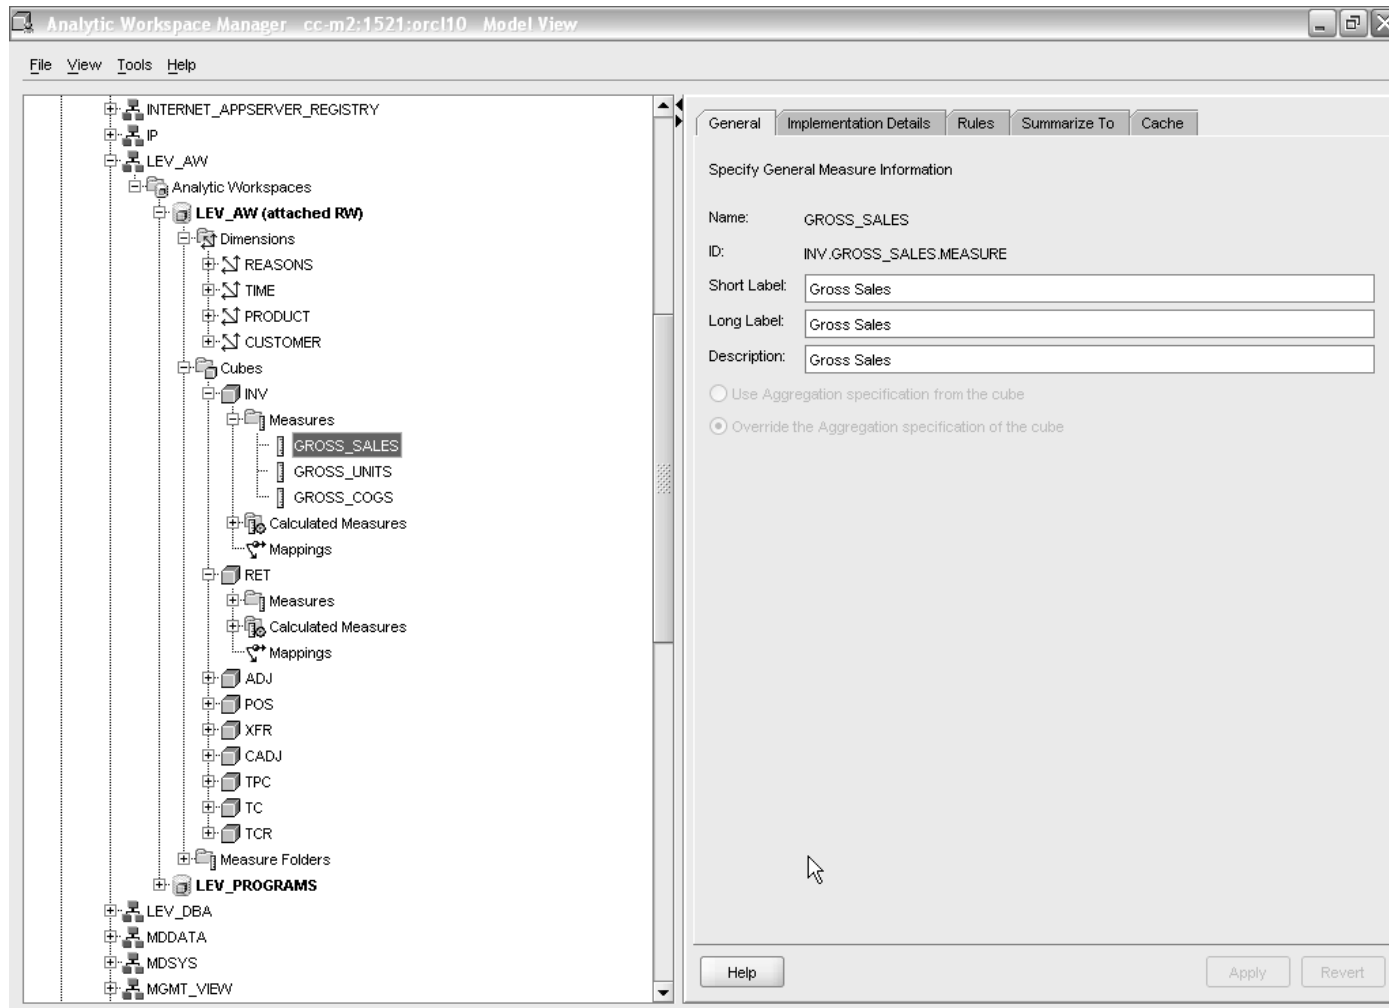 Analytic Workspace Manager cc-m2:1521:orcl10 Model View
File View Tools Help
INTERNET_APPSERVER_REGISTRY
IP
LEV_AW
Analytic Workspaces
LEV_AW (attached RW)
Dimensions
REASONS
TIME
PRODUCT
CUSTOMER
Cubes
INV
Measures
GROSS_SALES
GROSS_UNITS
GROSS_COGS
Calculated Measures
Mappings
RET
Measures
Calculated Measures
Mappings
ADJ
POS
XFR
CADJ
TPC
TC
TCR
Measure Folders
LEV_PROGRAMS
LEV_DBA
MDDATA
MDSYS
MGMT_VIEW
General Implementation Details Rules Summarize To Cache
Specify General Measure Information
Name: GROSS_SALES
ID: INV.GROSS_SALES.MEASURE
Short Label: Gross Sales
Long Label: Gross Sales
Description: Gross Sales
Use Aggregation specification from the cube
Override the Aggregation specification of the cube
Help Apply Revert